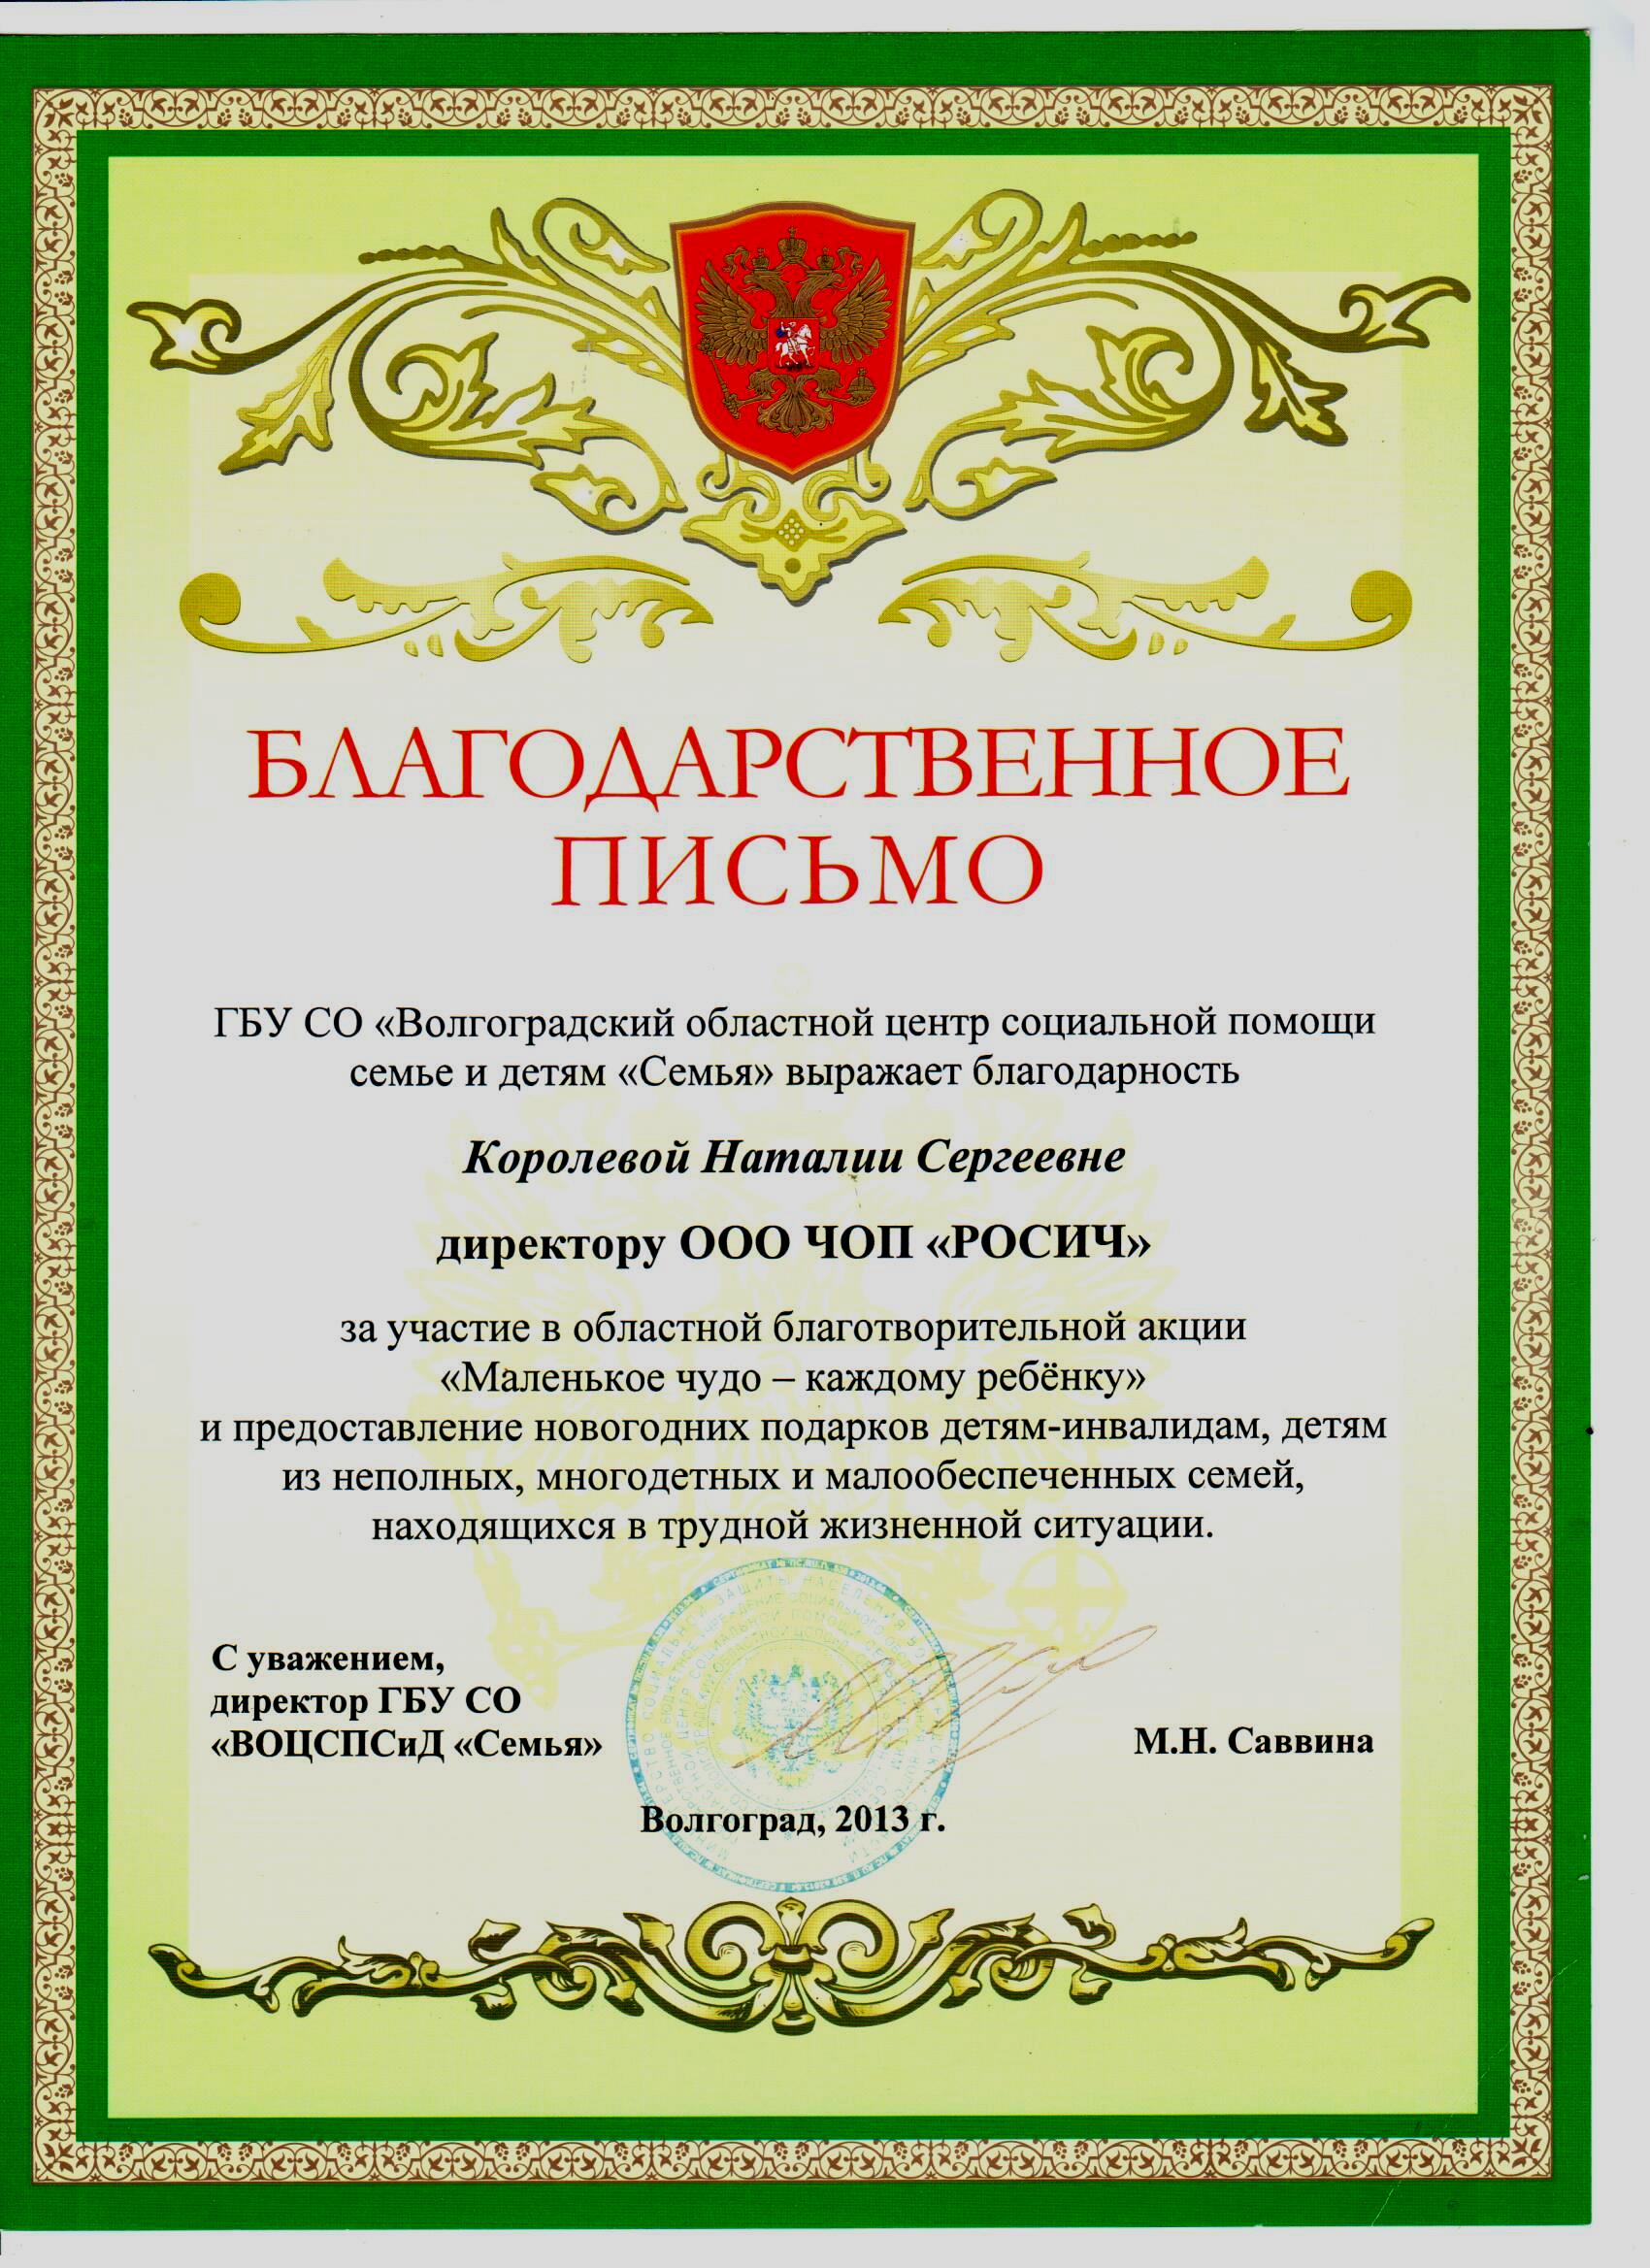 БЛАГОДАРСТВЕННОЕ
ПИСЬМО
ГБУ СО «Волгоградский областной центр социальной помощи
семье и детям «Семья» выражает благодарность
Королевой Наталии Сергеевне
директору ООО ЧОП «РОСИЧ»
за участие в областной благотворительной акции
«Маленькое чудо – каждому ребёнку»
и предоставление новогодних подарков детям-инвалидам, детям
из неполных, многодетных и малообеспеченных семей,
находящихся в трудной жизненной ситуации.
С уважением,
директор ГБУ СО
«ВОЦСПСиД «Семья»
М.Н. Саввина
Волгоград, 2013 г.